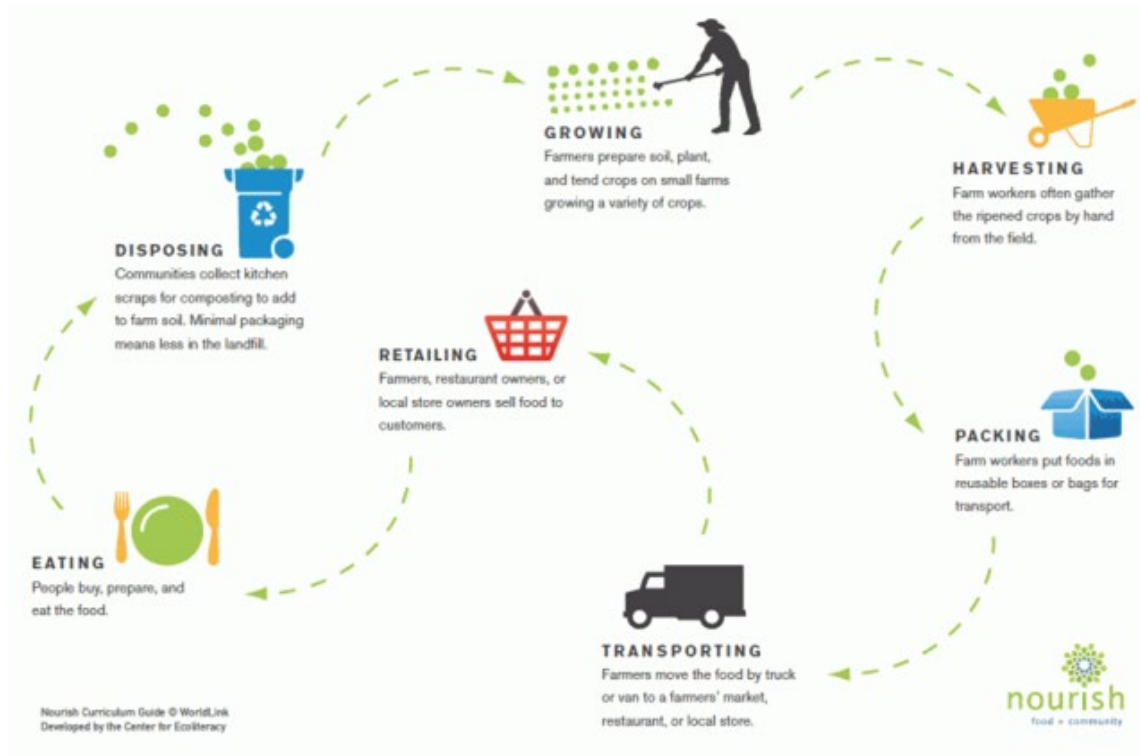 GROWING
Farmers prepare soil, plant,
and tend crops on small farms
growing a variety of crops.
HARVESTING
Farm workers often gather
the ripened crops by hand
from the field.
PACKING
Farm workers put foods in
reusable boxes or bags for
transport.
TRANSPORTING
Farmers move the food by truck
or van to a farmers' market,
restaurant, or local store.
RETAILING
Farmers, restaurant owners, or
local store owners sell food to
customers.
EATING
People buy, prepare, and
eat the food.
DISPOSING
Communities collect kitchen
scraps for composting to add
to farm soil. Minimal packaging
means less in the landfill.
Nourish Curriculum Guide © WorldLink
Developed by the Center for Ecoliteracy
nourish
food + community